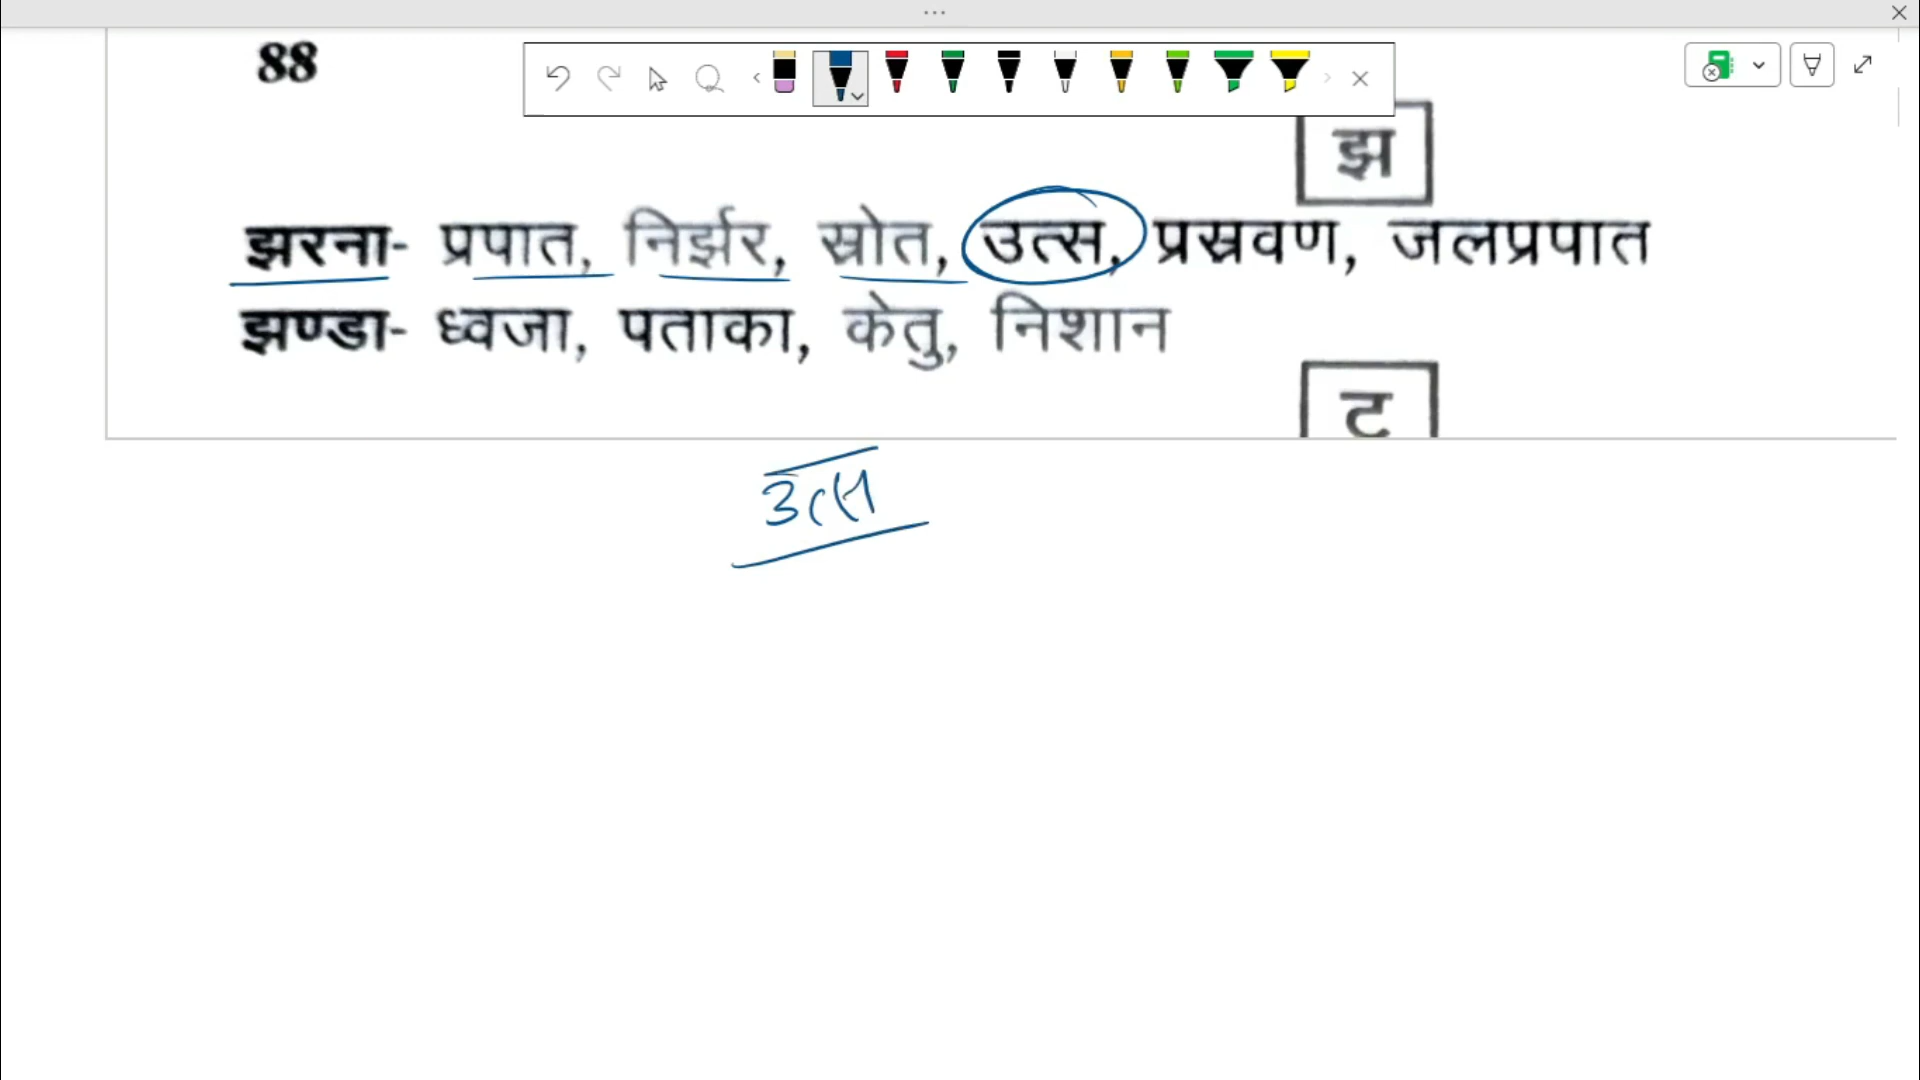 88
झ
झरना- प्रपात, निर्झर, स्रोत, उत्स, प्रस्रवण, जलप्रपात
झण्डा- ध्वजा, पताका, केतु, निशान
ट
उत्स